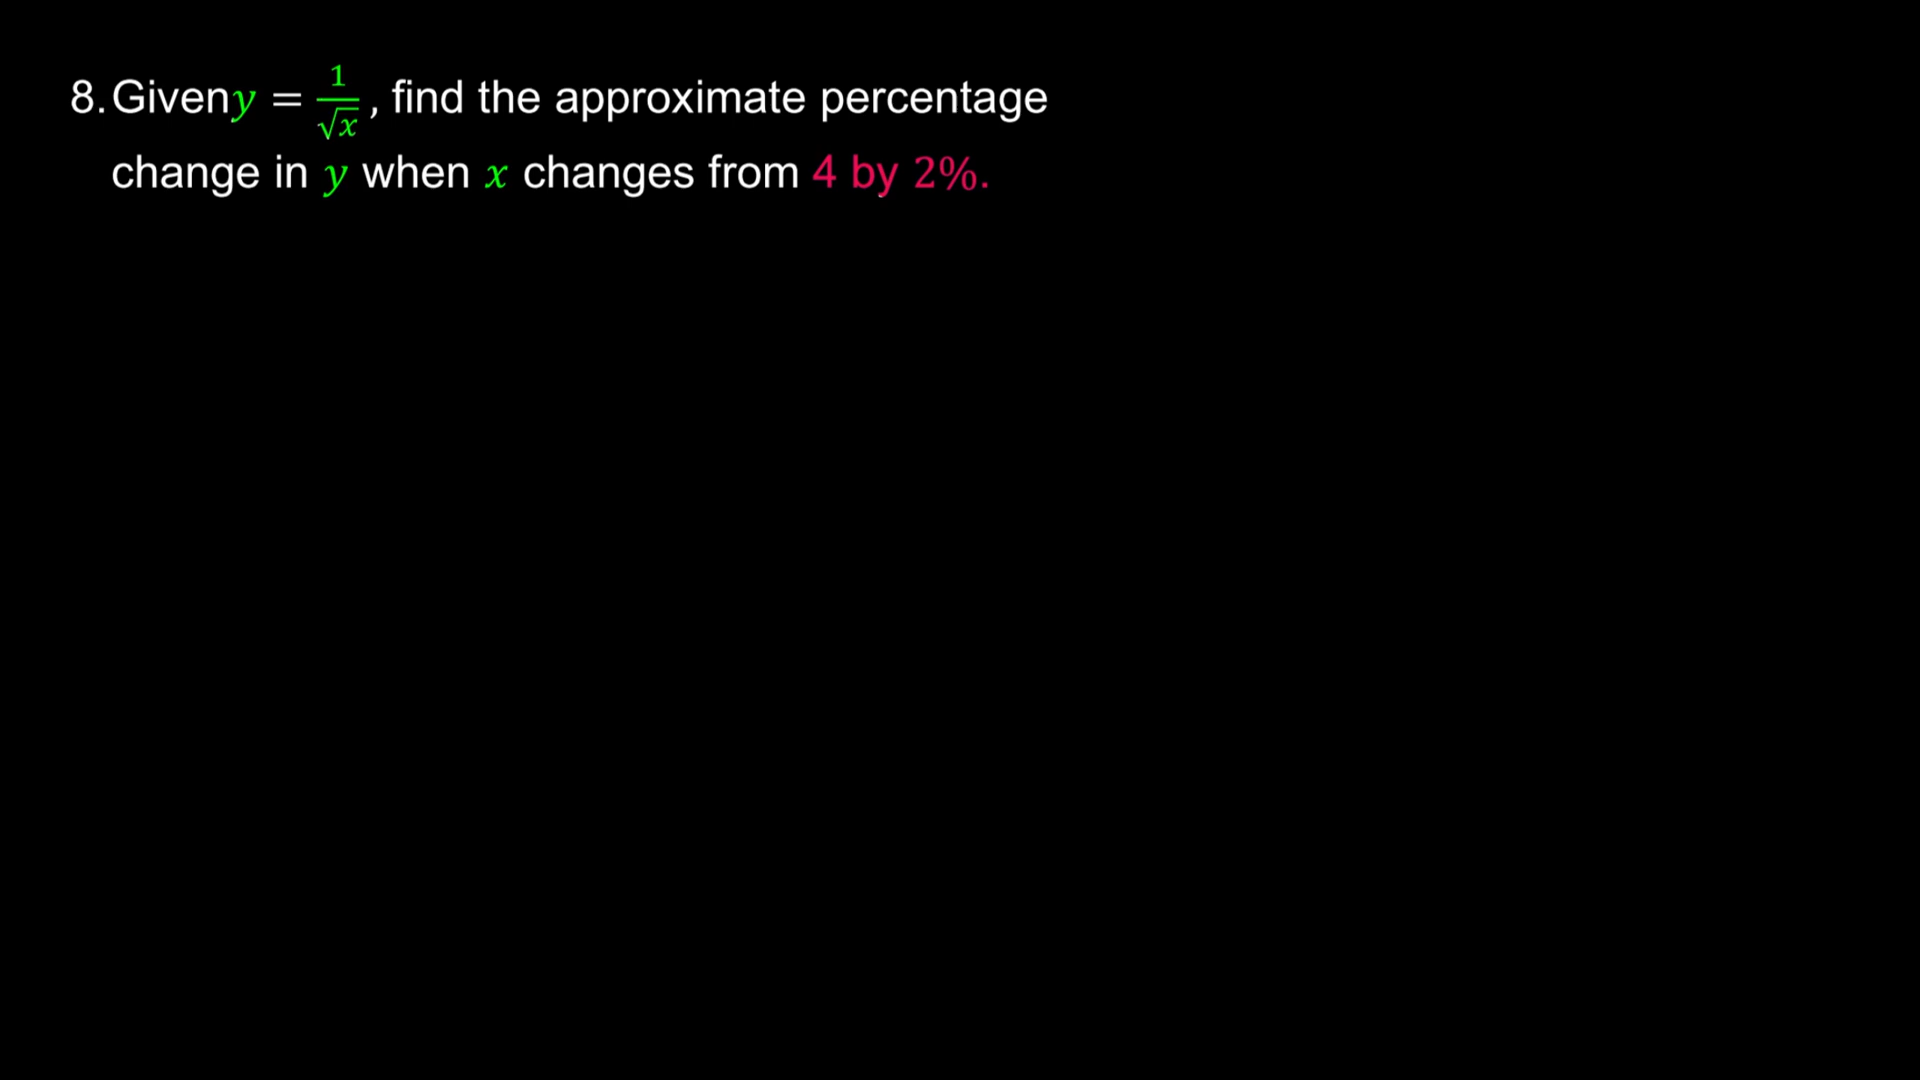 8. Given y = 1/√x, find the approximate percentage
change in y when x changes from 4 by 2%.